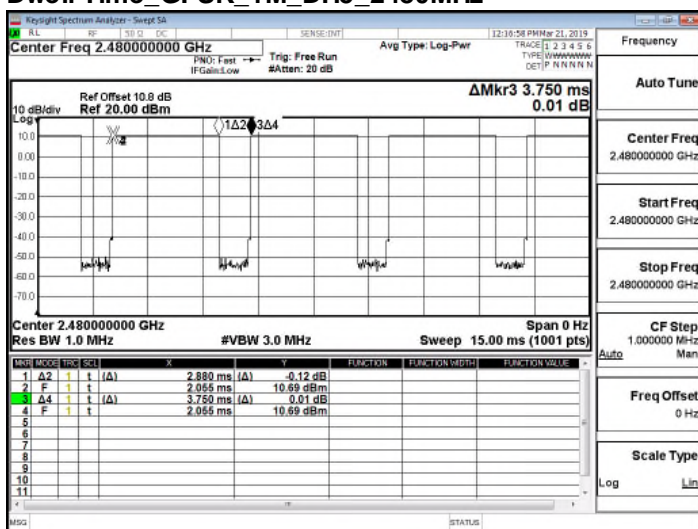 Keysight Spectrum Analyzer - Swept SA
RL RF 50 Ω DC SENSE:INT 12:16:58 PM Mar 21, 2019
Center Freq 2.480000000 GHz Avg Type: Log-Pwr TRACE 1 2 3 4 5 6
PNO: Fast Trig: Free Run TYPE WWWWWW
IFGain:Low #Atten: 20 dB DET P N N N N N
ΔMkr3 3.750 ms
Ref Offset 10.8 dB
10 dB/div Ref 20.00 dBm 0.01 dB
Log
1Δ2 3Δ4
10.0
0.00
-10.0
-20.0
-30.0
-40.0
-50.0
-60.0
-70.0
Center 2.480000000 GHz Span 0 Hz
Res BW 1.0 MHz #VBW 3.0 MHz Sweep 15.00 ms (1001 pts)
MKR MODE TRC SCL X Y FUNCTION FUNCTION WIDTH FUNCTION VALUE
1 Δ2 1 t (Δ) 2.880 ms (Δ) -0.12 dB
2 F 1 t 2.055 ms 10.69 dBm
3 Δ4 1 t (Δ) 3.750 ms (Δ) 0.01 dB
4 F 1 t 2.055 ms 10.69 dBm
5
6
7
8
9
10
11
MSG STATUS
Frequency
Auto Tune
Center Freq
2.480000000 GHz
Start Freq
2.480000000 GHz
Stop Freq
2.480000000 GHz
CF Step
1.000000 MHz
Auto Man
Freq Offset
0 Hz
Scale Type
Log Lin